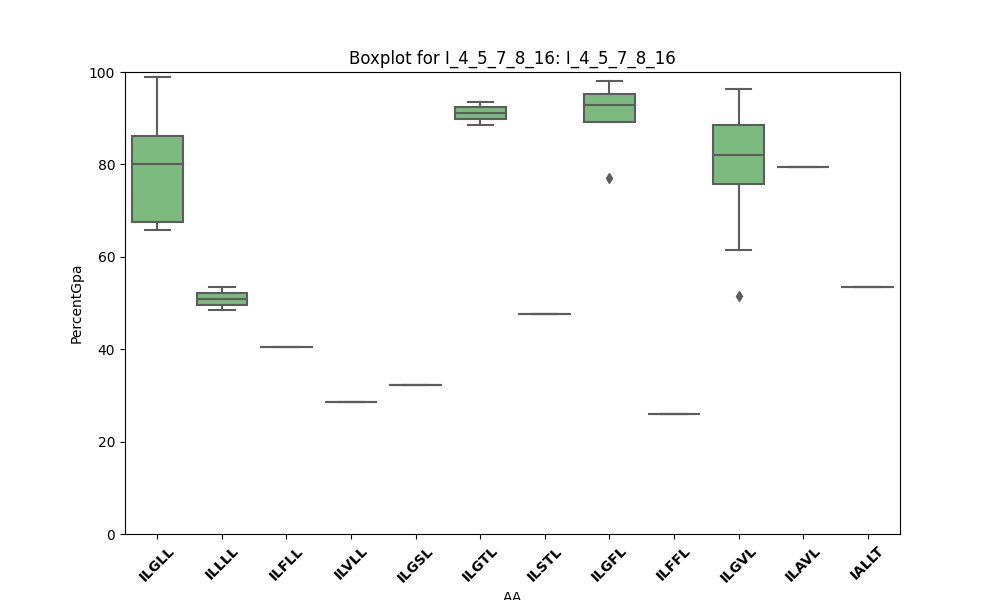 Boxplot for I_4_5_7_8_16: I_4_5_7_8_16
100
80
60
40
20
0
PercentGpa
ILGLL
ILLLL
ILFLL
ILVLL
ILGSL
ILGTL
ILSTL
ILGFL
ILFFL
ILGVL
ILAVL
IALLT
AA